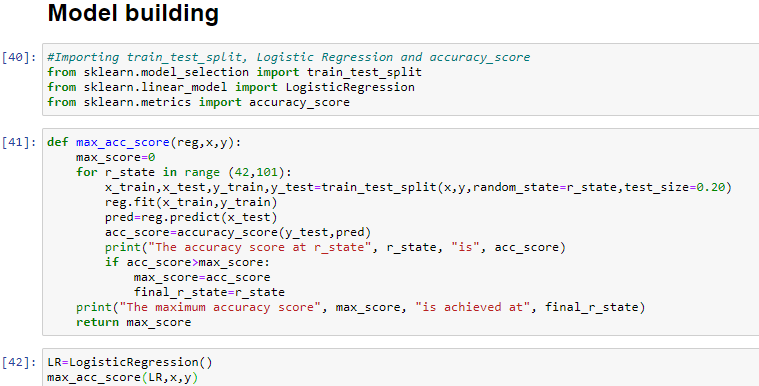 Model building
[40]: #Importing train_test_split, Logistic Regression and accuracy_score
from sklearn.model_selection import train_test_split
from sklearn.linear_model import LogisticRegression
from sklearn.metrics import accuracy_score
[41]: def max_acc_score(reg,x,y):
    max_score=0
    for r_state in range (42,101):
        x_train,x_test,y_train,y_test=train_test_split(x,y,random_state=r_state,test_size=0.20)
        reg.fit(x_train,y_train)
        pred=reg.predict(x_test)
        acc_score=accuracy_score(y_test,pred)
        print("The accuracy score at r_state", r_state, "is", acc_score)
        if acc_score>max_score:
            max_score=acc_score
            final_r_state=r_state
    print("The maximum accuracy score", max_score, "is achieved at", final_r_state)
    return max_score
[42]: LR=LogisticRegression()
max_acc_score(LR,x,y)